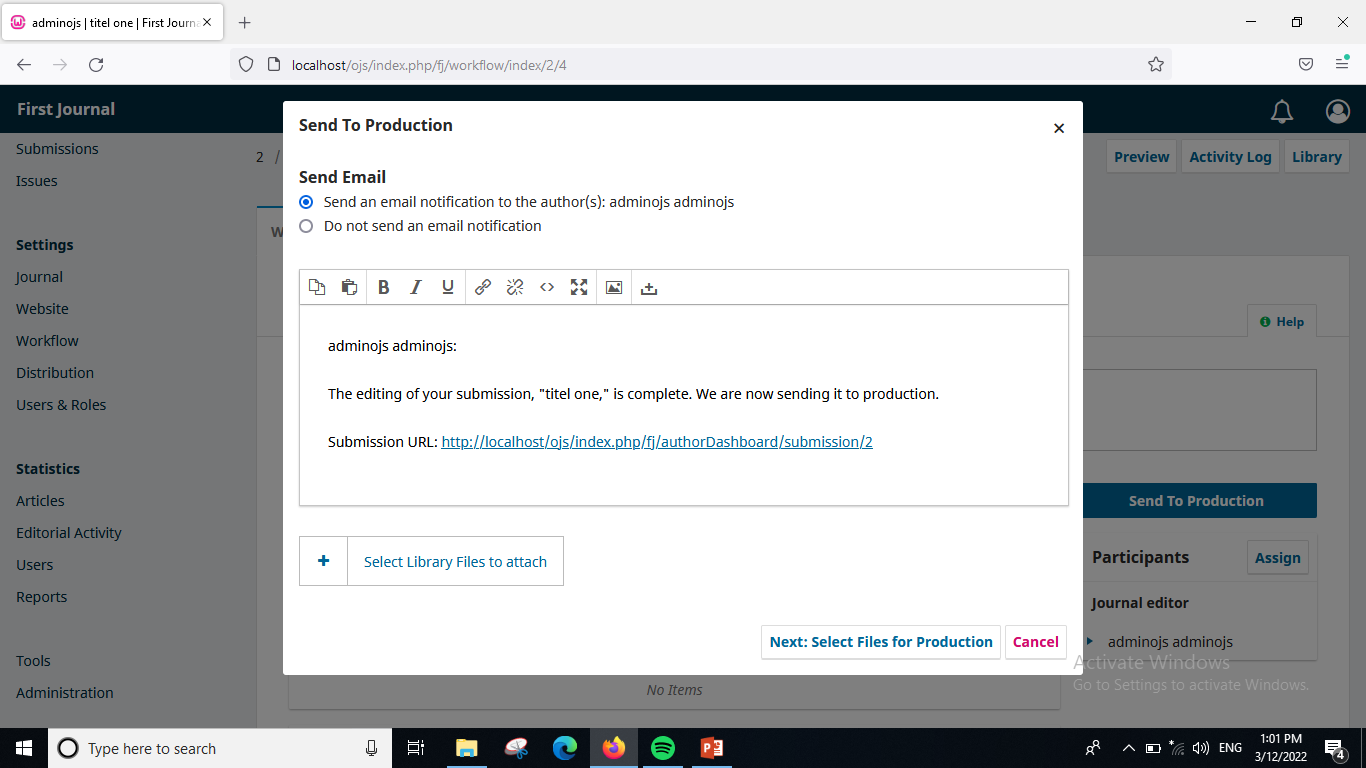 adminojs | titel one | First Journa
localhost/ojs/index.php/fj/workflow/index/2/4
First Journal
Submissions
Issues
Settings
Journal
Website
Workflow
Distribution
Users & Roles
Statistics
Articles
Editorial Activity
Users
Reports
Tools
Administration
2 /
W
Preview
Activity Log
Library
Help
Send To Production
Send Email
Send an email notification to the author(s): adminojs adminojs
Do not send an email notification
B I U
adminojs adminojs:
The editing of your submission, "titel one," is complete. We are now sending it to production.
Submission URL: http://localhost/ojs/index.php/fj/authorDashboard/submission/2
Select Library Files to attach
Next: Select Files for Production
Cancel
Send To Production
Participants
Assign
Journal editor
adminojs adminojs
No Items
Activate Windows
Go to Settings to activate Windows.
Type here to search
ENG
1:01 PM
3/12/2022
4